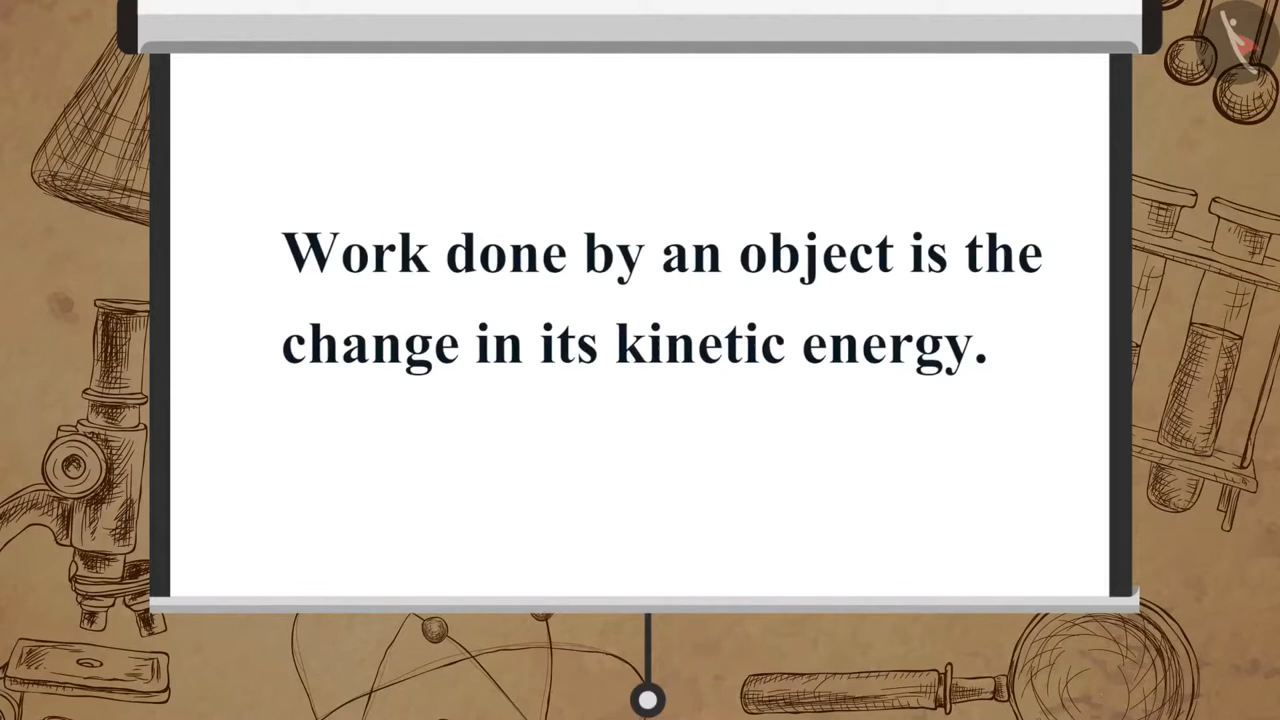 Work done by an object is the
change in its kinetic energy.